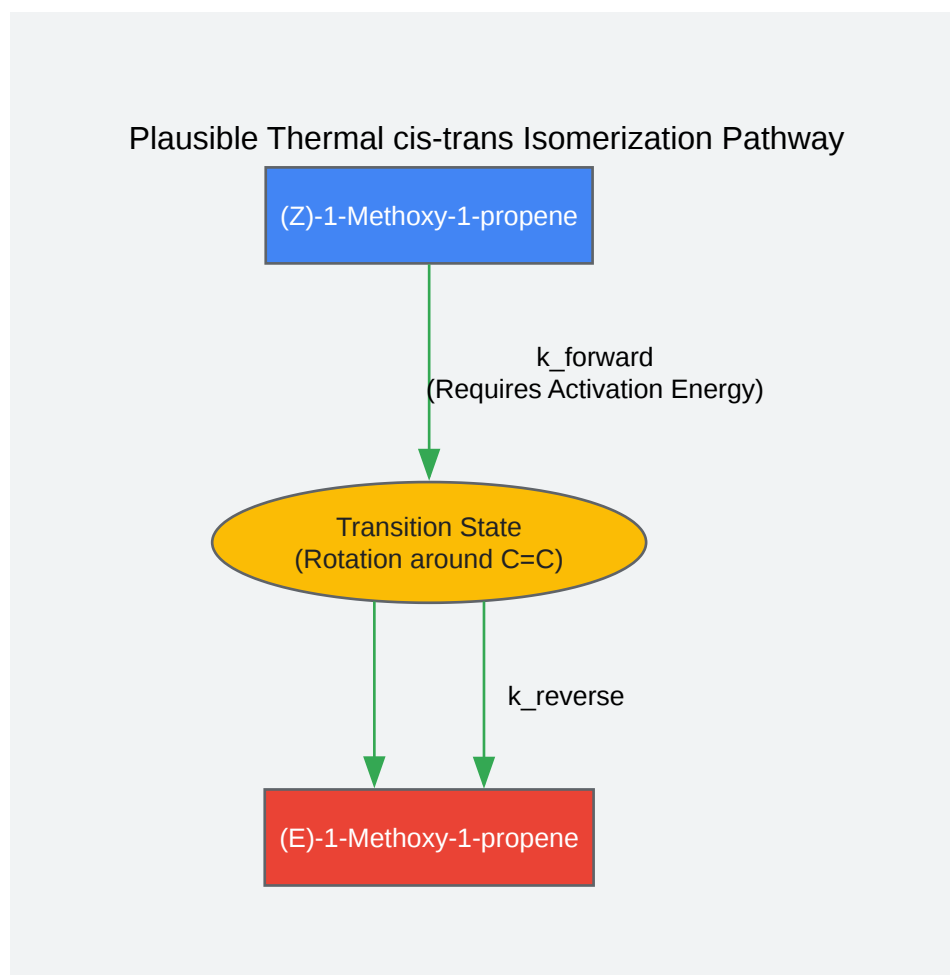 Plausible Thermal cis-trans Isomerization Pathway
(Z)-1-Methoxy-1-propene
k_forward
(Requires Activation Energy)
Transition State
(Rotation around C=C)
k_reverse
(E)-1-Methoxy-1-propene